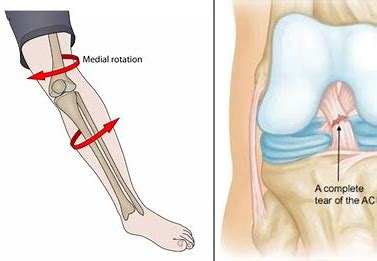 Medial rotation
A complete
tear of the AC